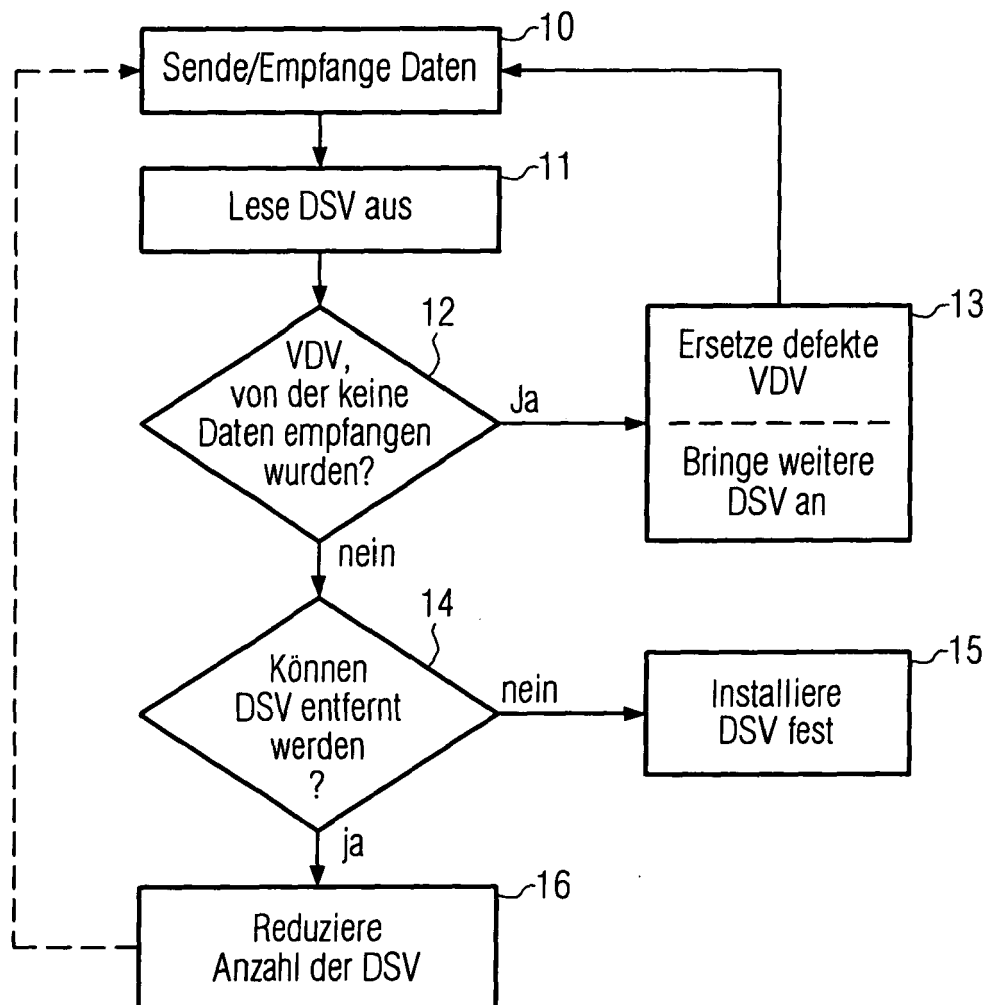 10
Sende/Empfange Daten
11
Lese DSV aus
12
VDV,
von der keine
Daten empfangen
wurden?
Ja
13
Ersetze defekte
VDV
Bringe weitere
DSV an
nein
14
Können
DSV entfernt
werden
?
nein
15
Installiere
DSV fest
ja
16
Reduziere
Anzahl der DSV